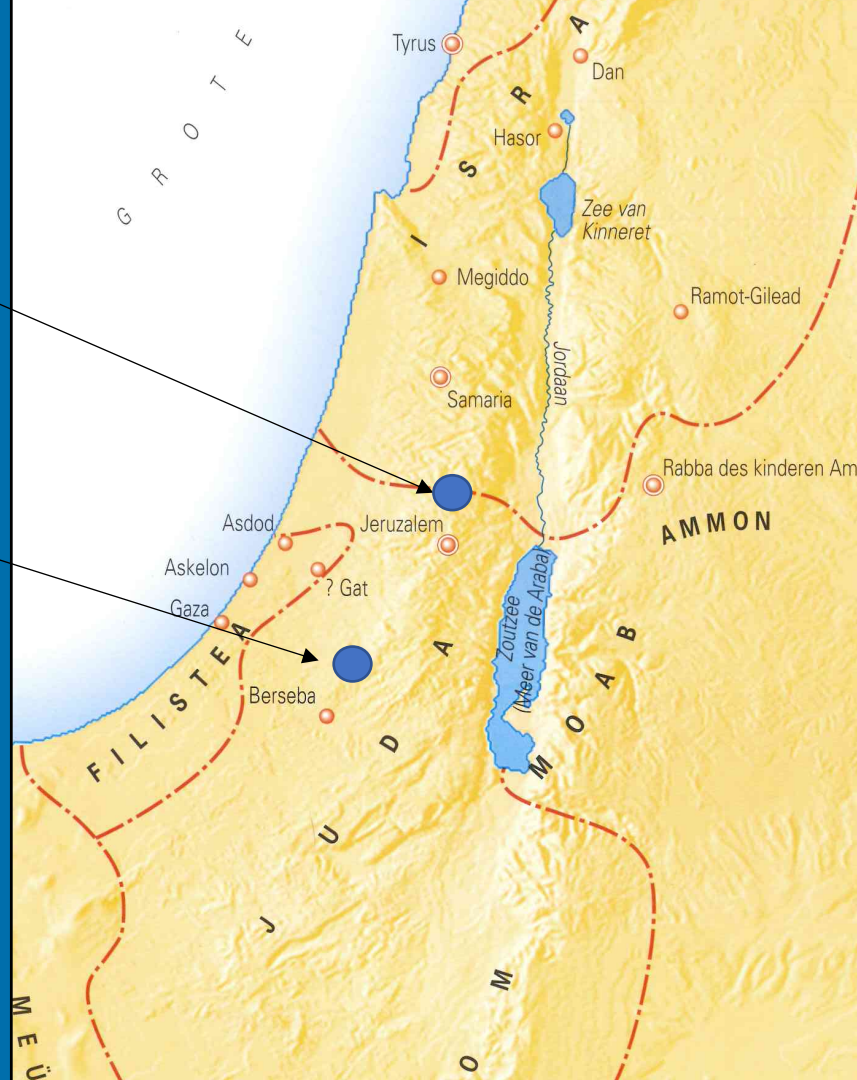 GROTE
Tyrus
Dan
Hasor
ISRA
Zee van
Kinneret
Megiddo
Ramot-Gilead
Jordaan
Samaria
Rabba des kinderen Am
AMMON
Asdod
Jeruzalem
Askelon
? Gat
Gaza
Zoutzee
(Meer van de Araba)
FILISTEA
Berseba
JUDA
MOAB
OM
MEÜ